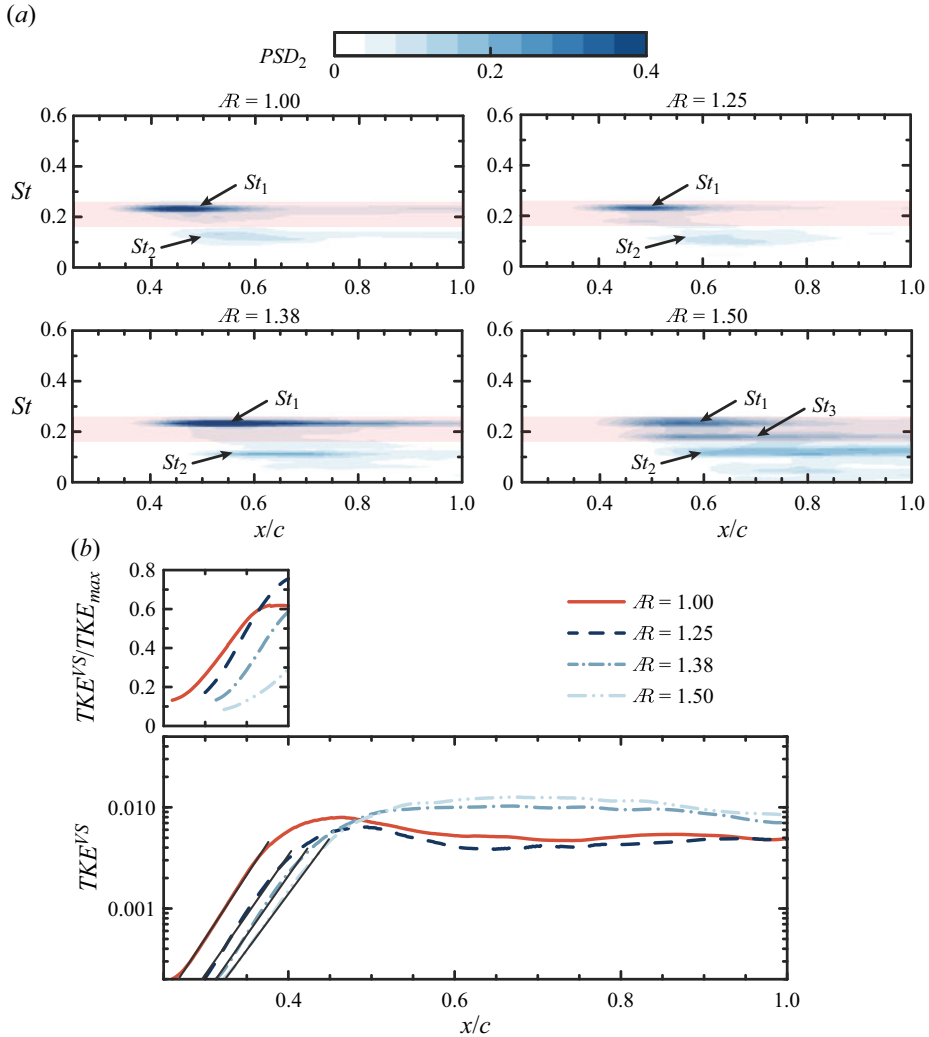 (a)
PSD2
0 0.2 0.4
Æ = 1.00
Æ = 1.25
0.6 0.4 0.2 0
0.6 0.4 0.2 0
St
St1
St2
St1
St2
0.4 0.6 0.8 1.0
0.4 0.6 0.8 1.0
Æ = 1.38
Æ = 1.50
0.6 0.4 0.2 0
0.6 0.4 0.2 0
St
St1
St2
St1
St3
St2
0.4 0.6 0.8 1.0
0.4 0.6 0.8 1.0
x/c
x/c
(b)
0.8 0.6 0.4 0.2 0
TKE^VS/TKEmax
Æ = 1.00
Æ = 1.25
Æ = 1.38
Æ = 1.50
TKE^VS
0.010
0.001
0.4 0.6 0.8 1.0
x/c